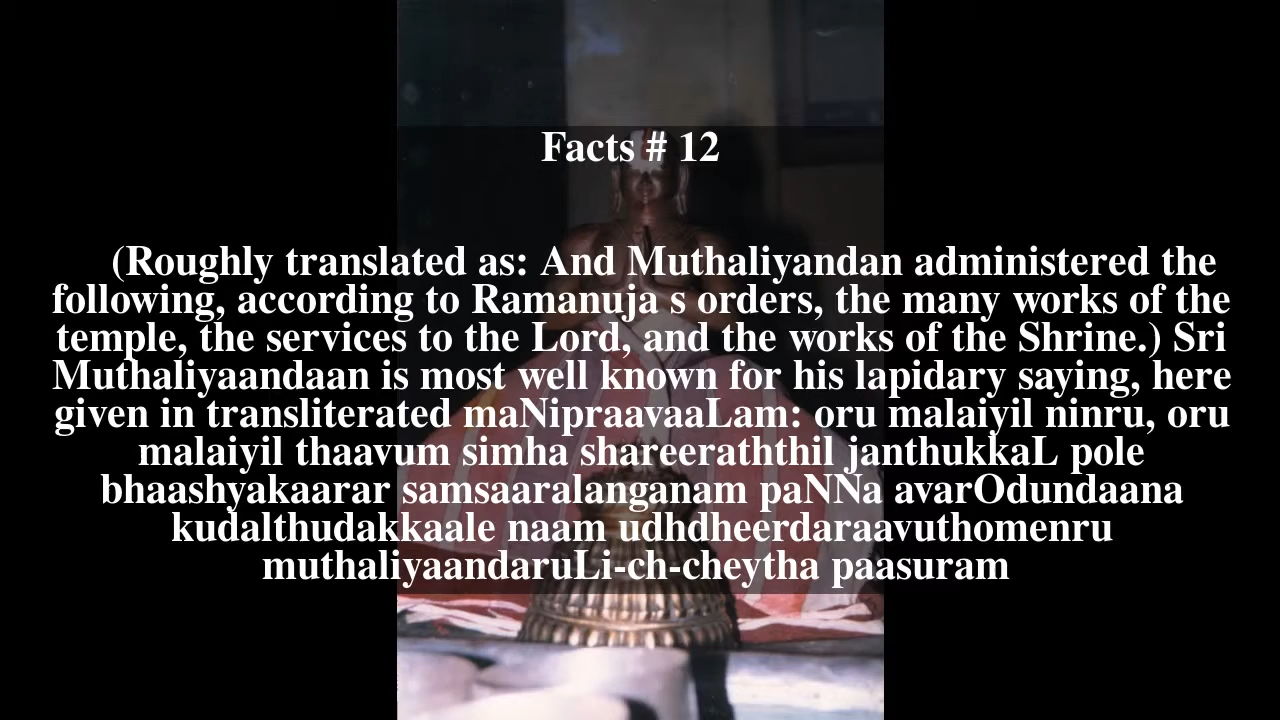 Facts # 12
(Roughly translated as: And Muthaliyandan administered the
following, according to Ramanuja s orders, the many works of the
temple, the services to the Lord, and the works of the Shrine.) Sri
Muthaliyaandaan is most well known for his lapidary saying, here
given in transliterated maNipraavaaLam: oru malaiyil ninru, oru
malaiyil thaavum simha shareeraththil janthukkaL pole
bhaashyakaarar samsaaralanganam paNNa avarOdundaana
kudalthudakkaale naam udhdheerdaraavuthomenru
muthaliyaandaruLi-ch-cheytha paasuram